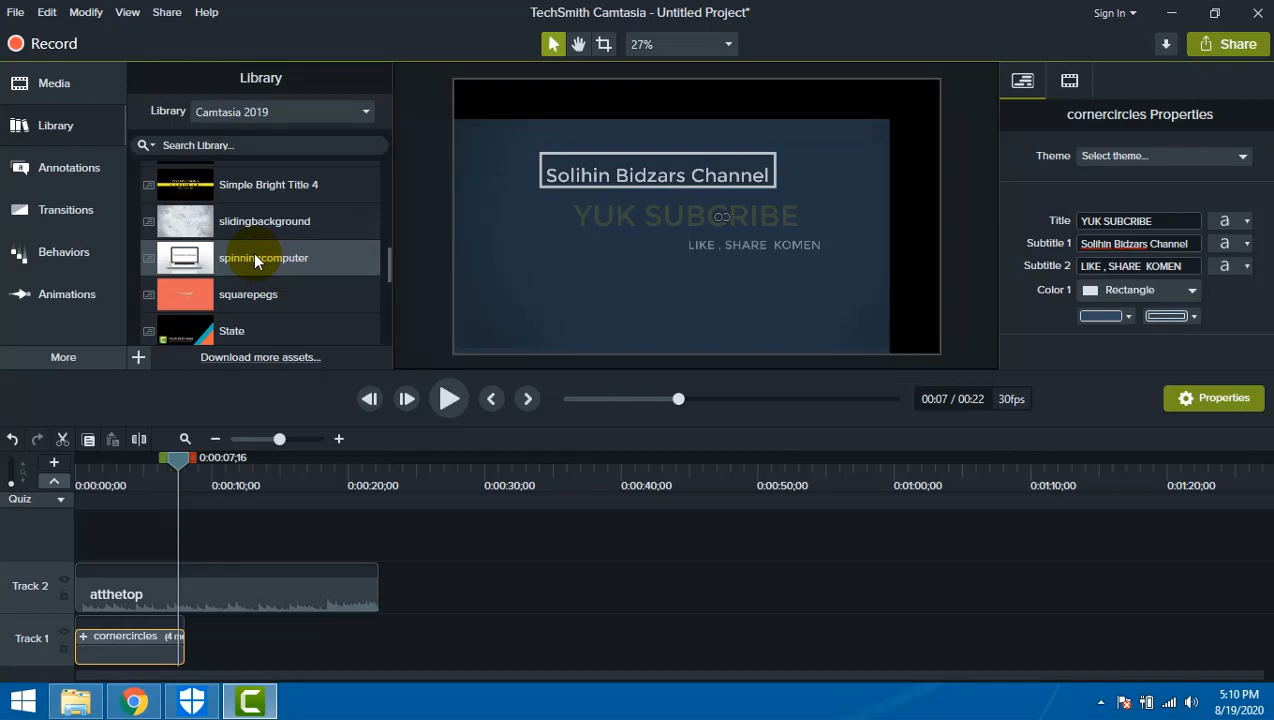 File Edit Modify View Share Help
TechSmith Camtasia - Untitled Project*
Sign In
Record
27%
Share
Media
Library
Annotations
Transitions
Behaviors
Animations
More
Library
Library Camtasia 2019
Search Library...
Simple Bright Title 4
slidingbackground
spinningcomputer
squarepegs
State
Download more assets...
Solihin Bidzars Channel
YUK SUBCRIBE
LIKE , SHARE KOMEN
cornercircles Properties
Theme Select theme...
Title YUK SUBCRIBE a
Subtitle 1 Solihin Bidzars Channel a
Subtitle 2 LIKE , SHARE KOMEN a
Color 1 Rectangle
00:07 / 00:22 30fps
Properties
0:00:07;16
0:00:00;00 0:00:10;00 0:00:20;00 0:00:30;00 0:00:40;00 0:00:50;00 0:01:00;00 0:01:10;00 0:01:20;00
Quiz
Track 2 atthetop
Track 1 cornercircles (4 m
5:10 PM
8/19/2020